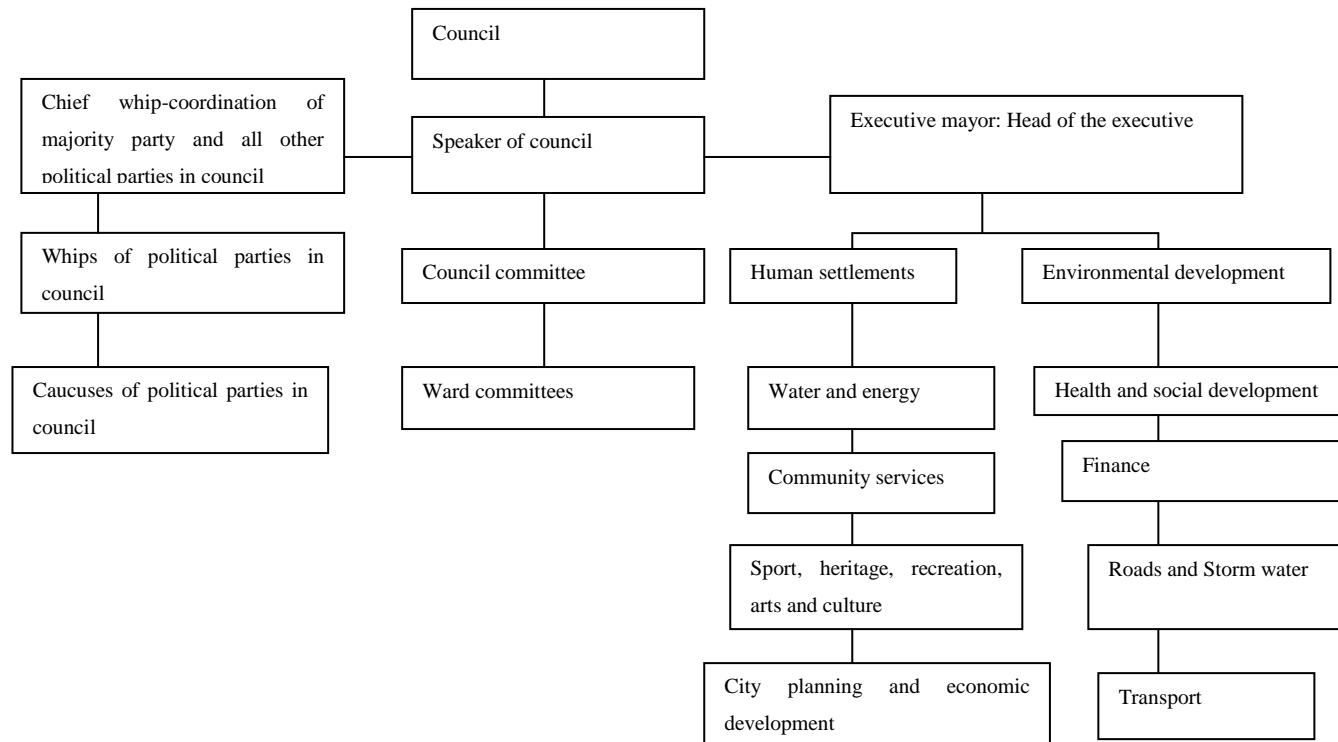 Council
Chief whip-coordination of
majority party and all other
political parties in council
Speaker of council
Executive mayor: Head of the executive
Whips of political parties in
council
Council committee
Human settlements
Environmental development
Caucuses of political parties in
council
Ward committees
Water and energy
Health and social development
Community services
Finance
Sport, heritage, recreation,
arts and culture
Roads and Storm water
City planning and economic
development
Transport